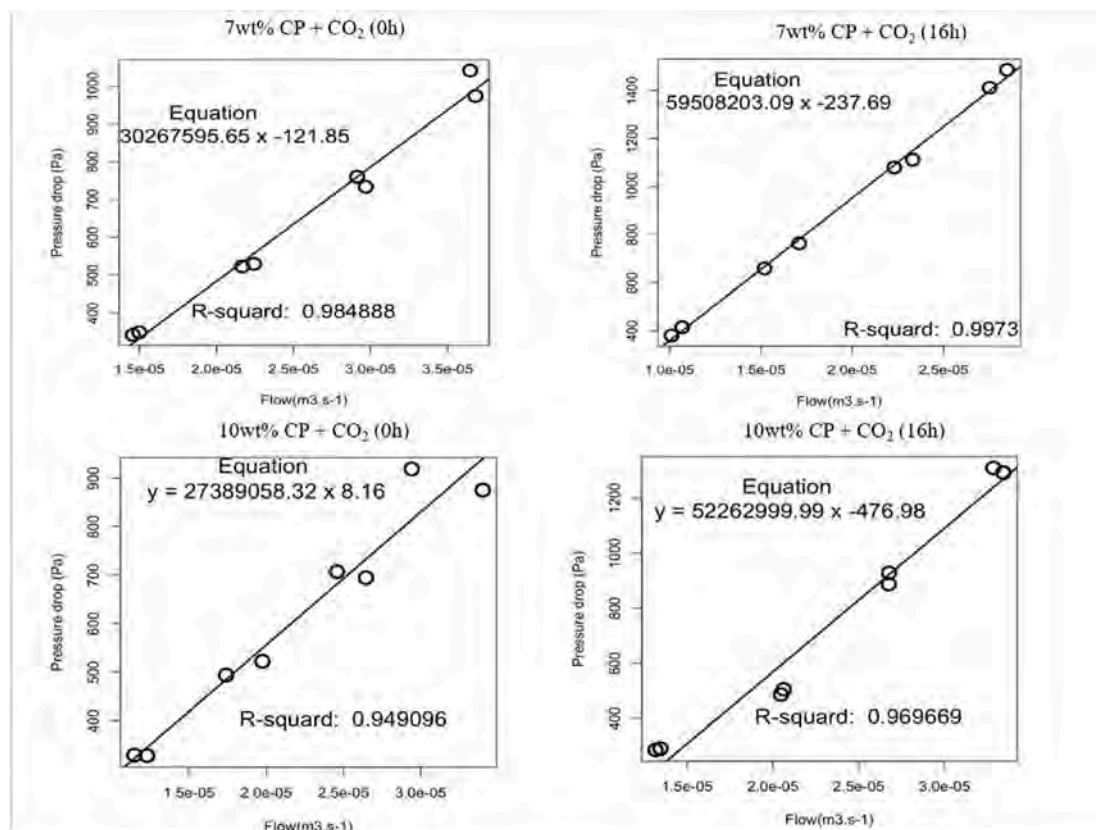 7wt% CP + CO₂ (0h)
Equation
30267595.65 x -121.85
R-squard: 0.984888
Pressure drop (Pa)
400 500 600 700 800 900 1000
1.5e-05 2.0e-05 2.5e-05 3.0e-05 3.5e-05
Flow(m3.s-1)
7wt% CP + CO₂ (16h)
Equation
59508203.09 x -237.69
R-squard: 0.9973
Pressure drop (Pa)
400 600 800 1000 1200 1400
1.0e-05 1.5e-05 2.0e-05 2.5e-05
Flow(m3.s-1)
10wt% CP + CO₂ (0h)
Equation
y = 27389058.32 x 8.16
R-squard: 0.949096
Pressure drop (Pa)
400 500 600 700 800 900
1.5e-05 2.0e-05 2.5e-05 3.0e-05
Flow(m3.s-1)
10wt% CP + CO₂ (16h)
Equation
y = 52262999.99 x -476.98
R-squard: 0.969669
Pressure drop (Pa)
400 600 800 1000 1200
1.5e-05 2.0e-05 2.5e-05 3.0e-05
Flow(m3.s-1)